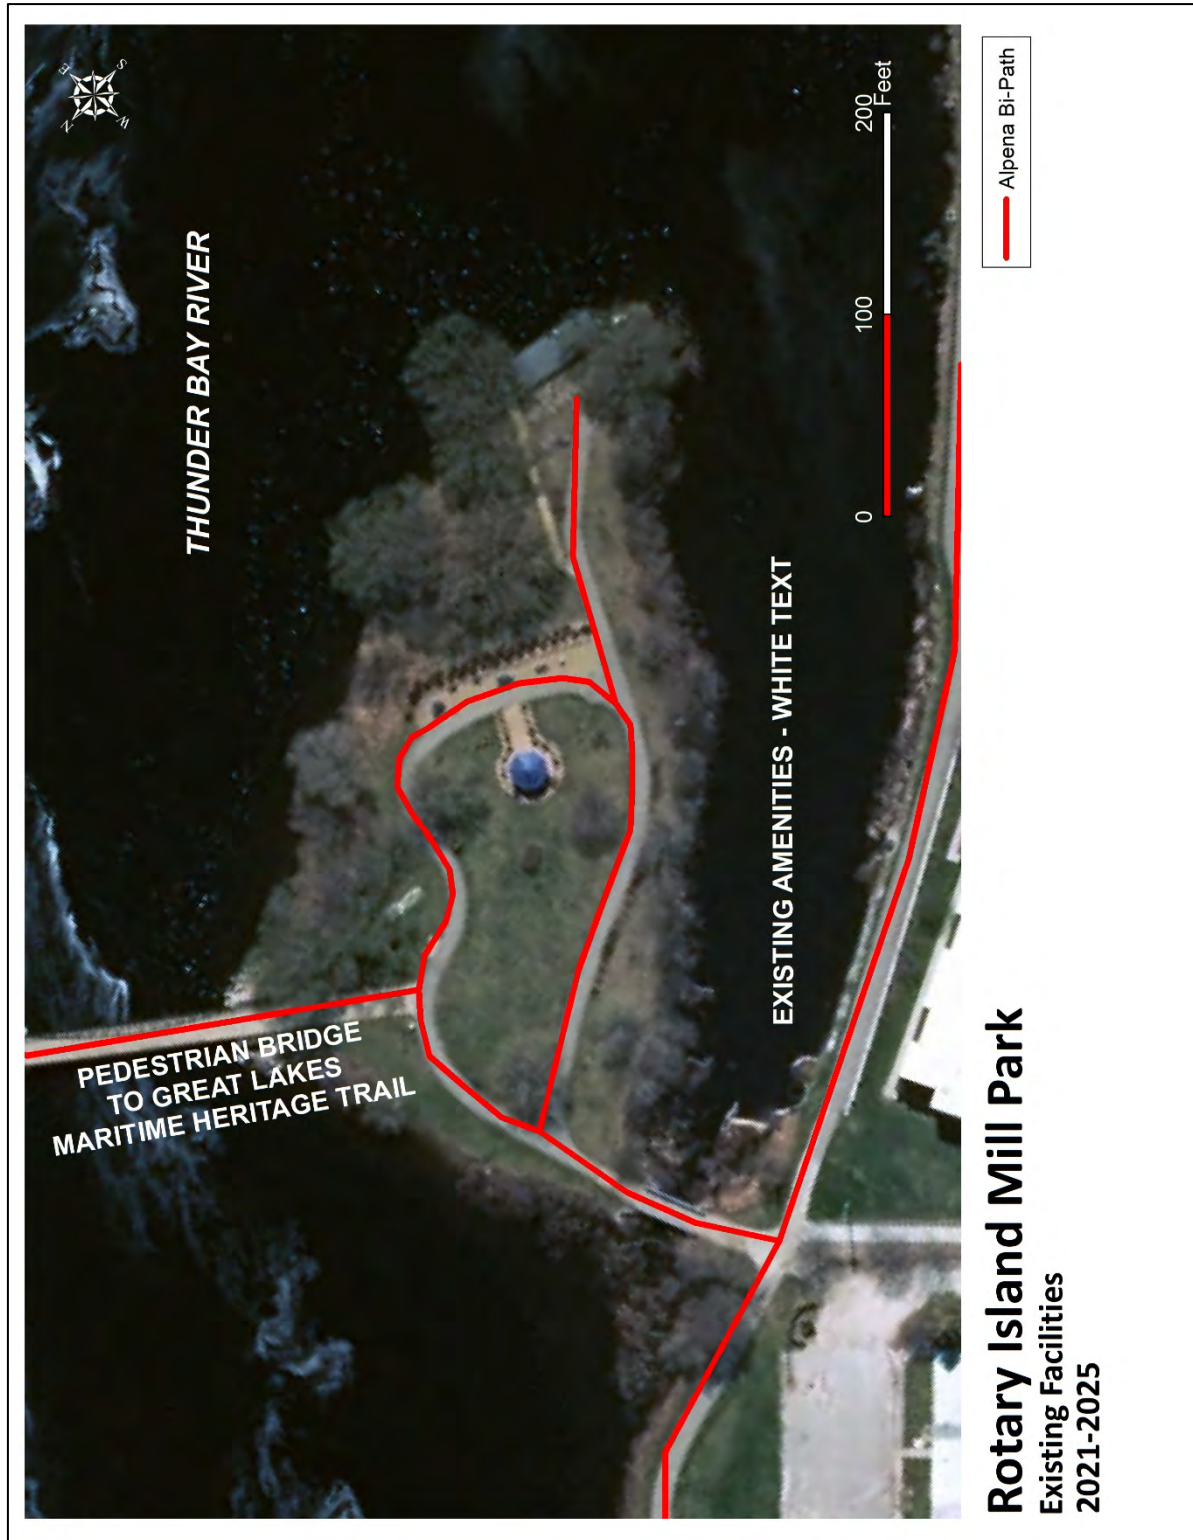 N
E
S
W
THUNDER BAY RIVER
PEDESTRIAN BRIDGE
TO GREAT LAKES
MARITIME HERITAGE TRAIL
EXISTING AMENITIES - WHITE TEXT
0 100 200
Feet
Alpena Bi-Path
Rotary Island Mill Park
Existing Facilities
2021-2025